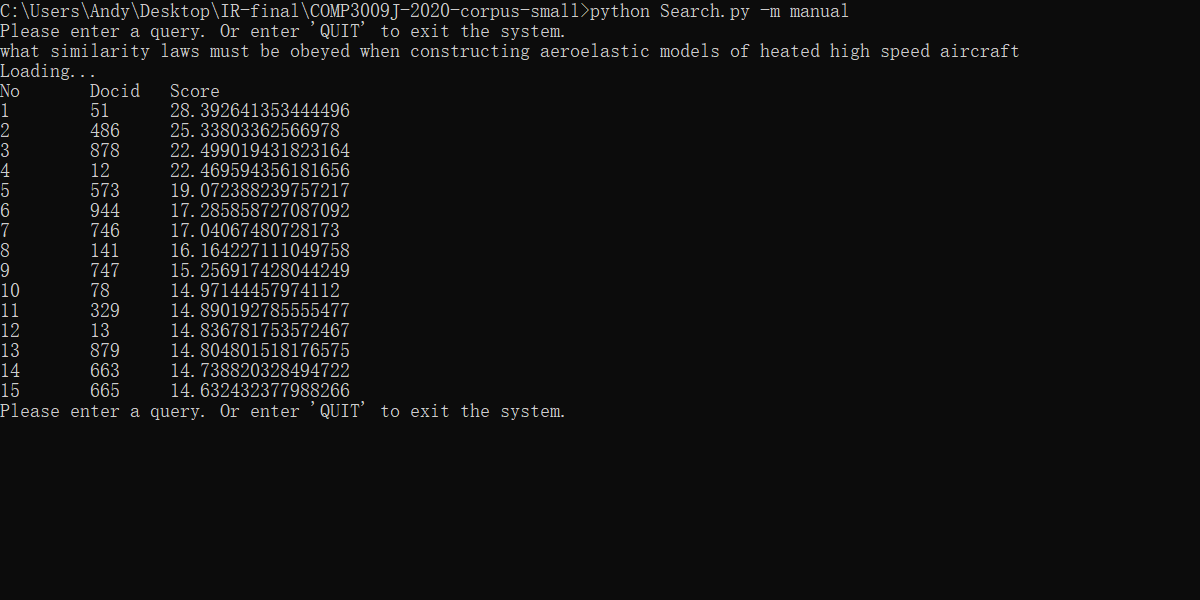 C:\Users\Andy\Desktop\IR-final\COMP3009J-2020-corpus-small>python Search.py -m manual
Please enter a query. Or enter 'QUIT' to exit the system.
what similarity laws must be obeyed when constructing aeroelastic models of heated high speed aircraft
Loading...
No Docid Score
1 51 28.392641353444496
2 486 25.33803362566978
3 878 22.499019431823164
4 12 22.469594356181656
5 573 19.072388239757217
6 944 17.285858727087092
7 746 17.04067480728173
8 141 16.164227111049758
9 747 15.256917428044249
10 78 14.97144457974112
11 329 14.890192785555477
12 13 14.836781753572467
13 879 14.804801518176575
14 663 14.738820328494722
15 665 14.632432377988266
Please enter a query. Or enter 'QUIT' to exit the system.